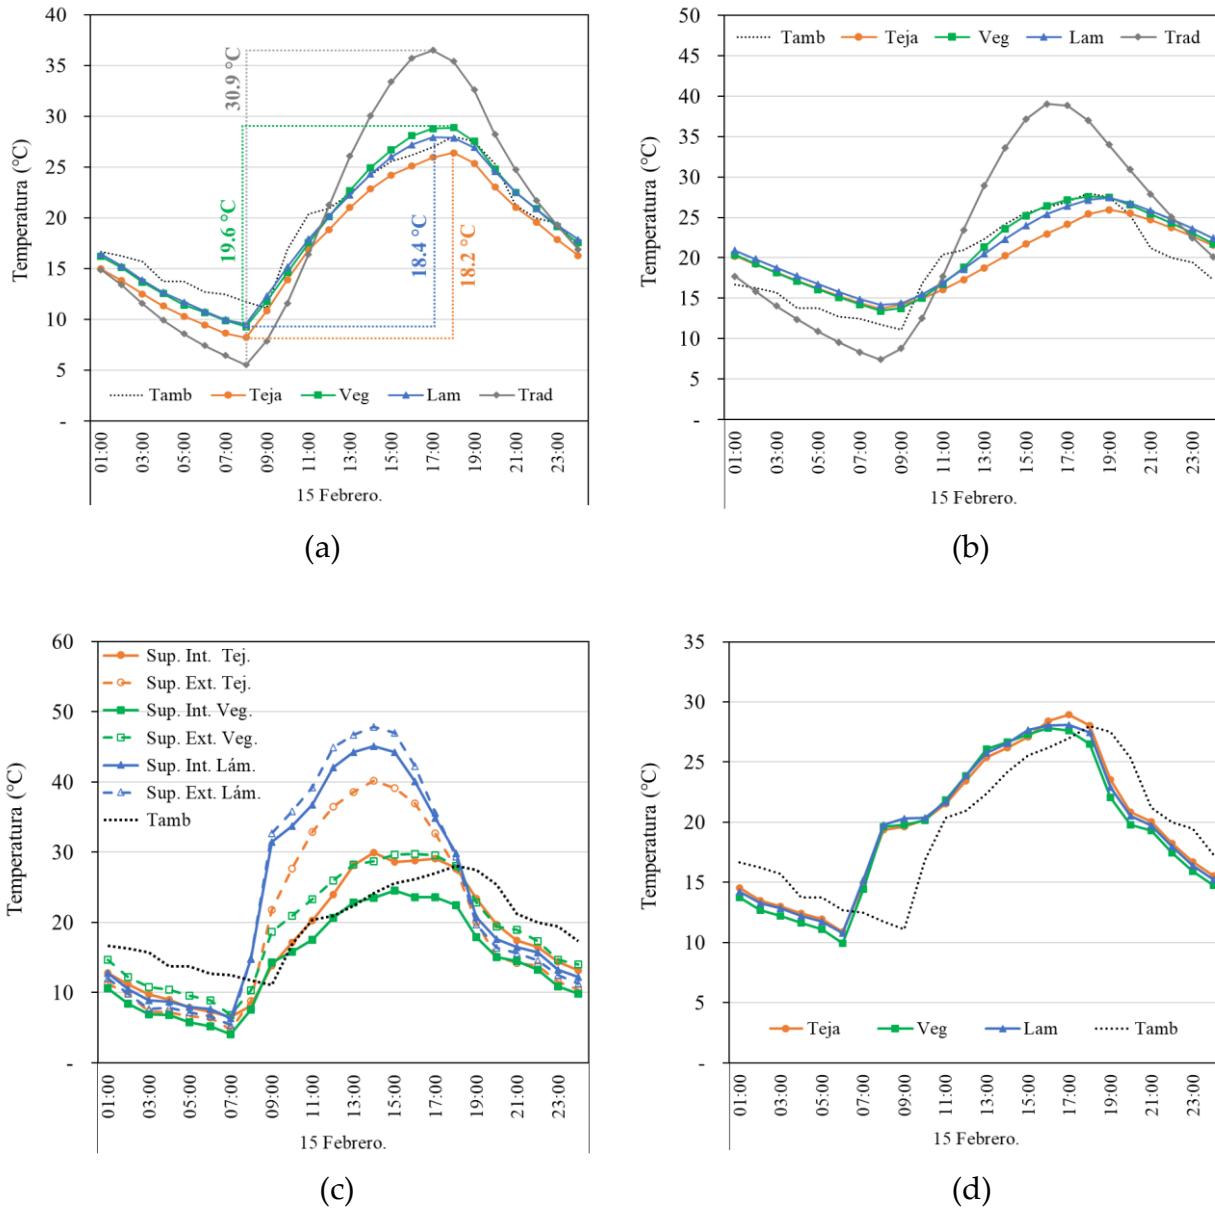 40
35
30
25
20
15
10
5
-
Temperatura (°C)
30.9 °C
19.6 °C
18.4 °C
18.2 °C
Tamb Teja Veg Lam Trad
01:00 03:00 05:00 07:00 09:00 11:00 13:00 15:00 17:00 19:00 21:00 23:00
15 Febrero.
(a)
50
45
40
35
30
25
20
15
10
5
-
Temperatura (°C)
Tamb Teja Veg Lam Trad
01:00 03:00 05:00 07:00 09:00 11:00 13:00 15:00 17:00 19:00 21:00 23:00
15 Febrero.
(b)
60
50
40
30
20
10
-
Temperatura (°C)
Sup. Int. Tej.
Sup. Ext. Tej.
Sup. Int. Veg.
Sup. Ext. Veg.
Sup. Int. Lám.
Sup. Ext. Lám.
Tamb
01:00 03:00 05:00 07:00 09:00 11:00 13:00 15:00 17:00 19:00 21:00 23:00
15 Febrero.
(c)
35
30
25
20
15
10
5
-
Temperatura (°C)
Teja Veg Lam Tamb
01:00 03:00 05:00 07:00 09:00 11:00 13:00 15:00 17:00 19:00 21:00 23:00
15 Febrero.
(d)